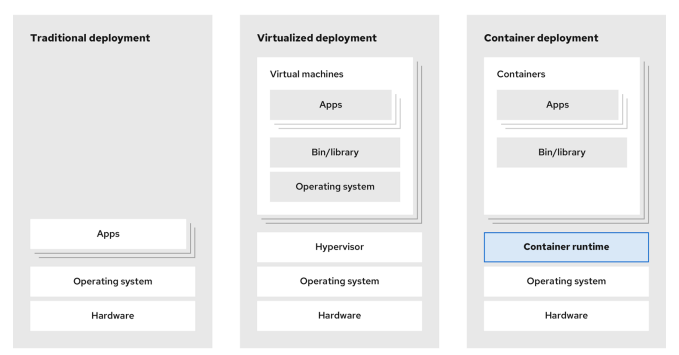 Traditional deployment
Apps
Operating system
Hardware
Virtualized deployment
Virtual machines
Apps
Bin/library
Operating system
Hypervisor
Operating system
Hardware
Container deployment
Containers
Apps
Bin/library
Container runtime
Operating system
Hardware